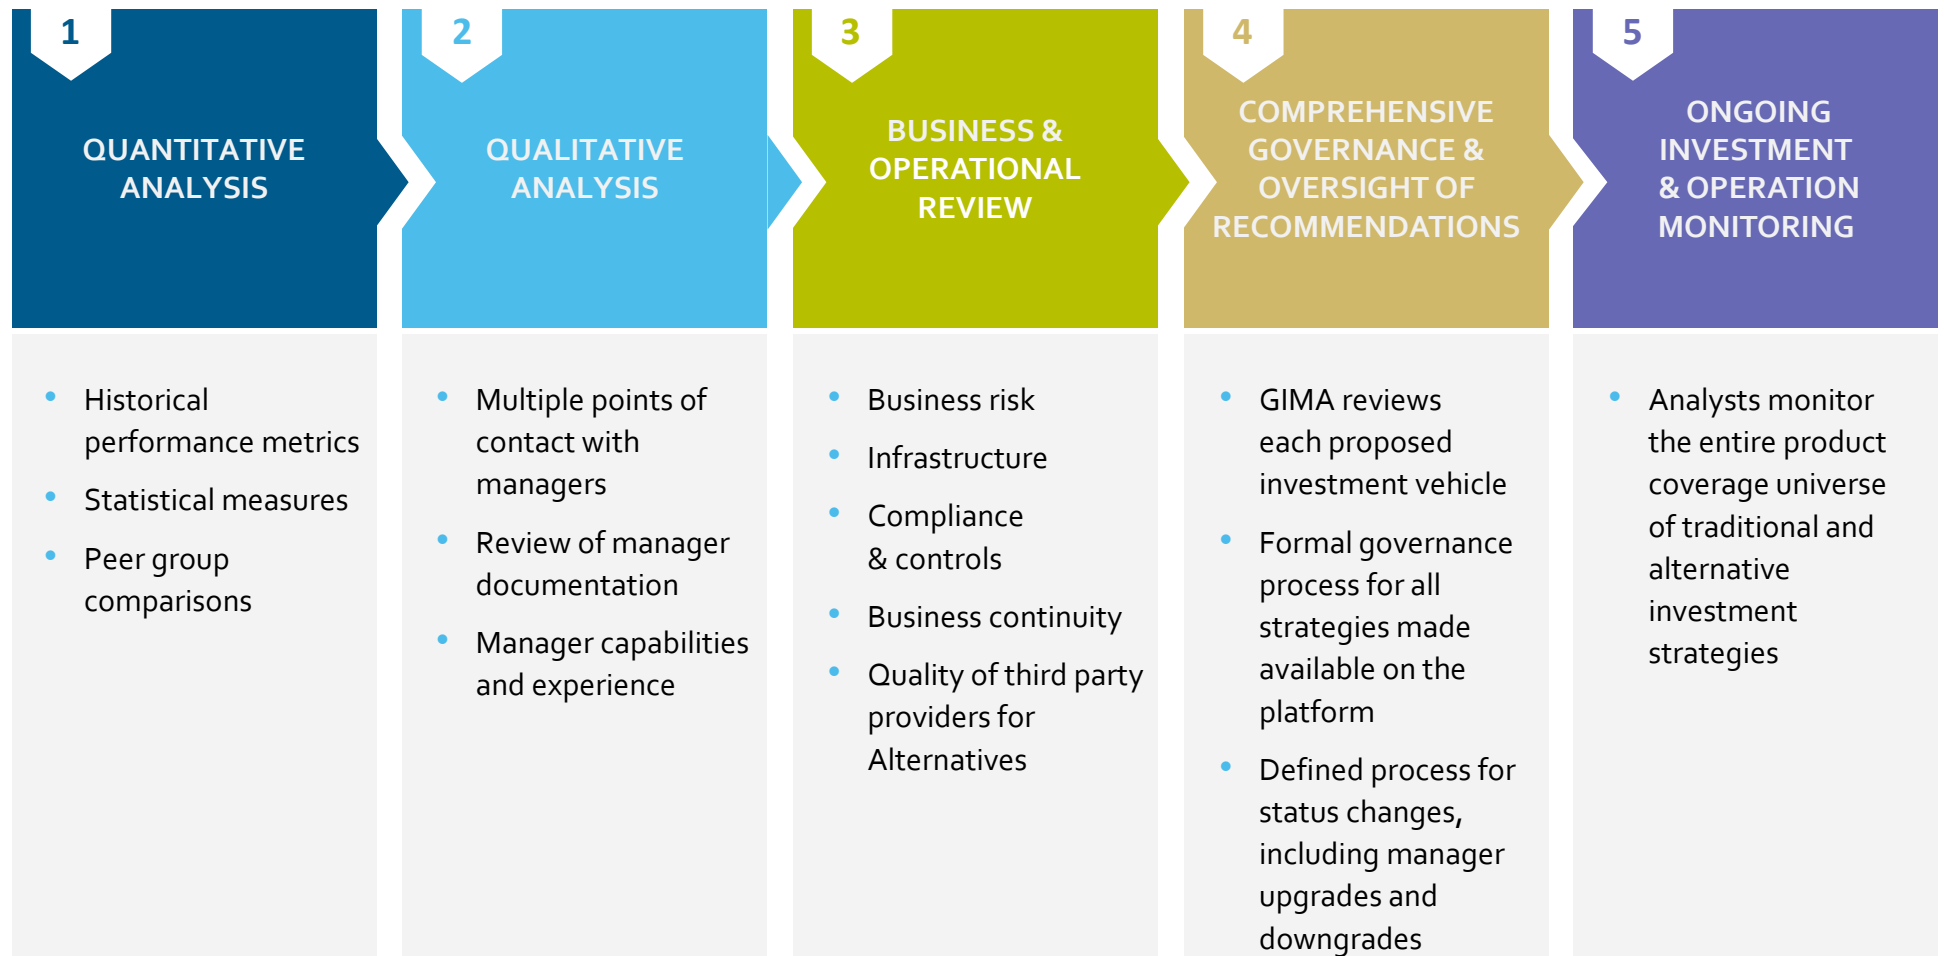 1
QUANTITATIVE
ANALYSIS
• Historical
performance metrics
• Statistical measures
• Peer group
comparisons
2
QUALITATIVE
ANALYSIS
• Multiple points of
contact with
managers
• Review of manager
documentation
• Manager capabilities
and experience
3
BUSINESS &
OPERATIONAL
REVIEW
• Business risk
• Infrastructure
• Compliance
& controls
• Business continuity
• Quality of third party
providers for
Alternatives
4
COMPREHENSIVE
GOVERNANCE &
OVERSIGHT OF
RECOMMENDATIONS
• GIMA reviews
each proposed
investment vehicle
• Formal governance
process for all
strategies made
available on the
platform
• Defined process for
status changes,
including manager
upgrades and
downgrades
5
ONGOING
INVESTMENT
& OPERATION
MONITORING
• Analysts monitor
the entire product
coverage universe
of traditional and
alternative
investment
strategies